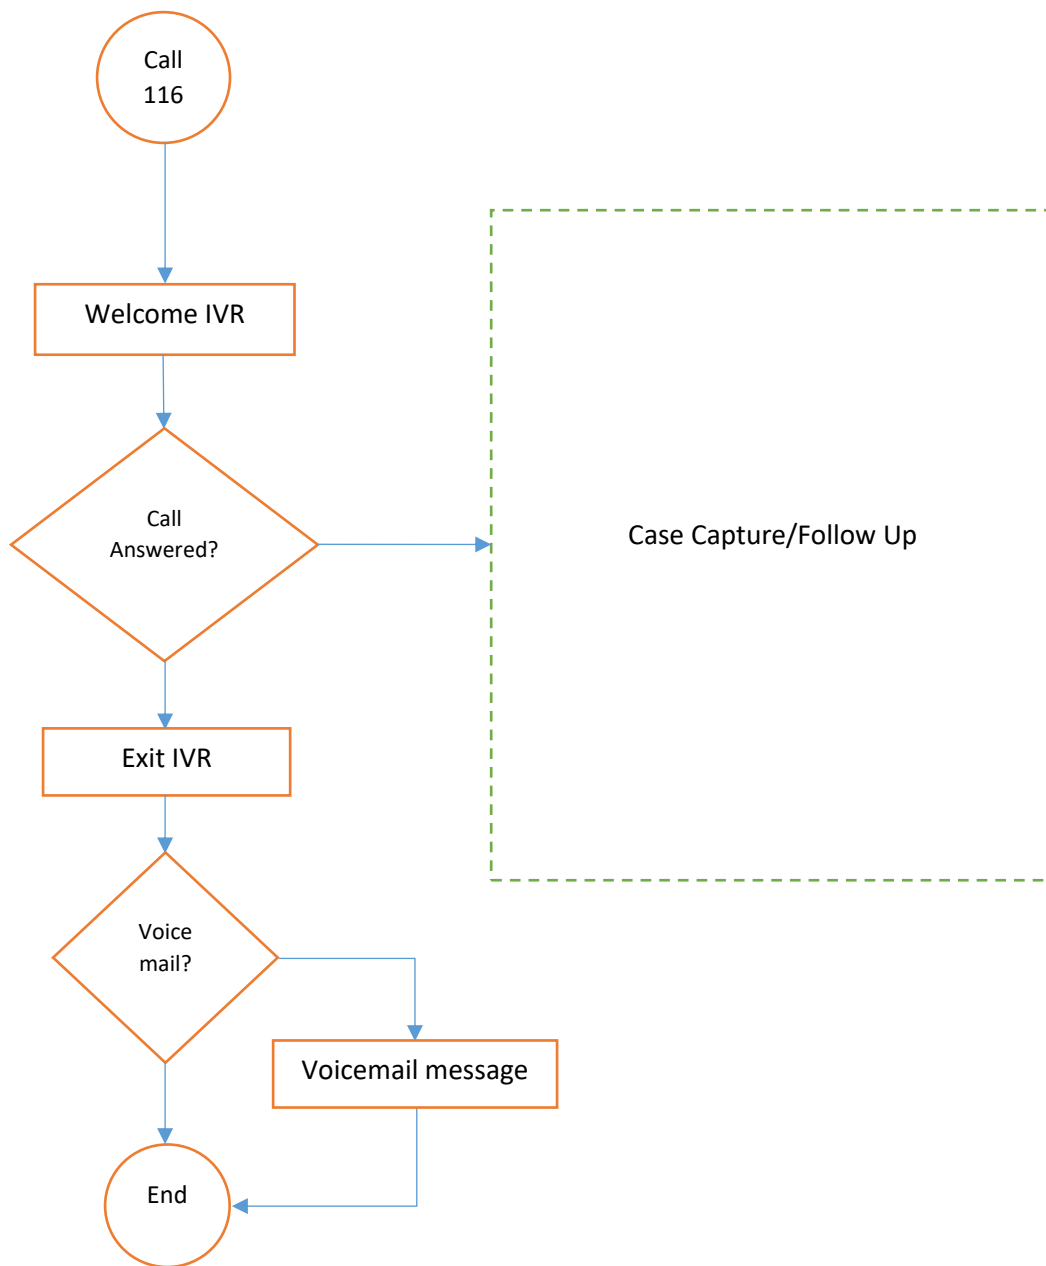 Call
116
Welcome IVR
Call
Answered?
Case Capture/Follow Up
Exit IVR
Voice
mail?
Voicemail message
End